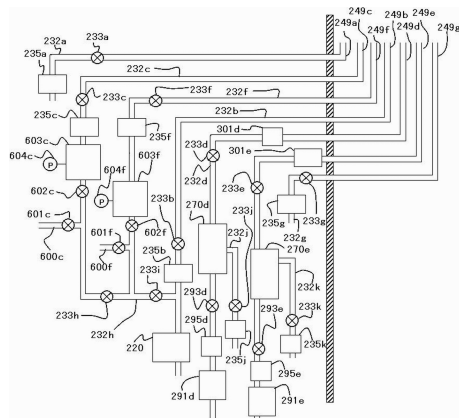 249c 249b 249e
232a 233a 249a 249f 249d 249g
235a
232c
233f 232f
233c
232b
235c 235f 301d
603c
604c 604f 603f 233d 301e
P P 232d
602c 233b 233e
270d 233j 235g 233g
601c 601f 602f 232j 232g
235b 270e
600c 600f 233i 232k
293d 233k
233h 293e
232h 295d 235j 235k
220 295e
291d 291e